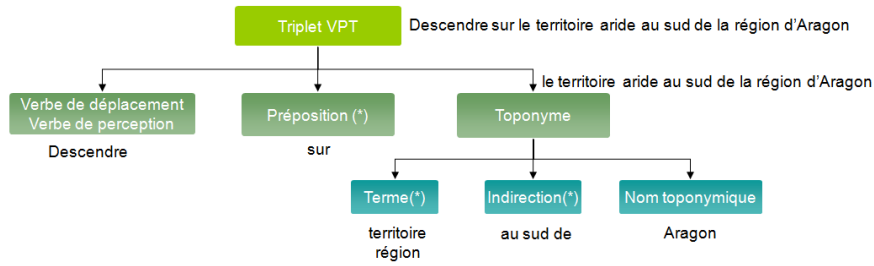 Triplet VPT
Descendre sur le territoire aride au sud de la région d’Aragon
le territoire aride au sud de la région d’Aragon
Verbe de déplacement
Verbe de perception
Préposition (*)
Toponyme
Descendre
sur
Terme(*)
Indirection(*)
Nom toponymique
territoire
région
au sud de
Aragon